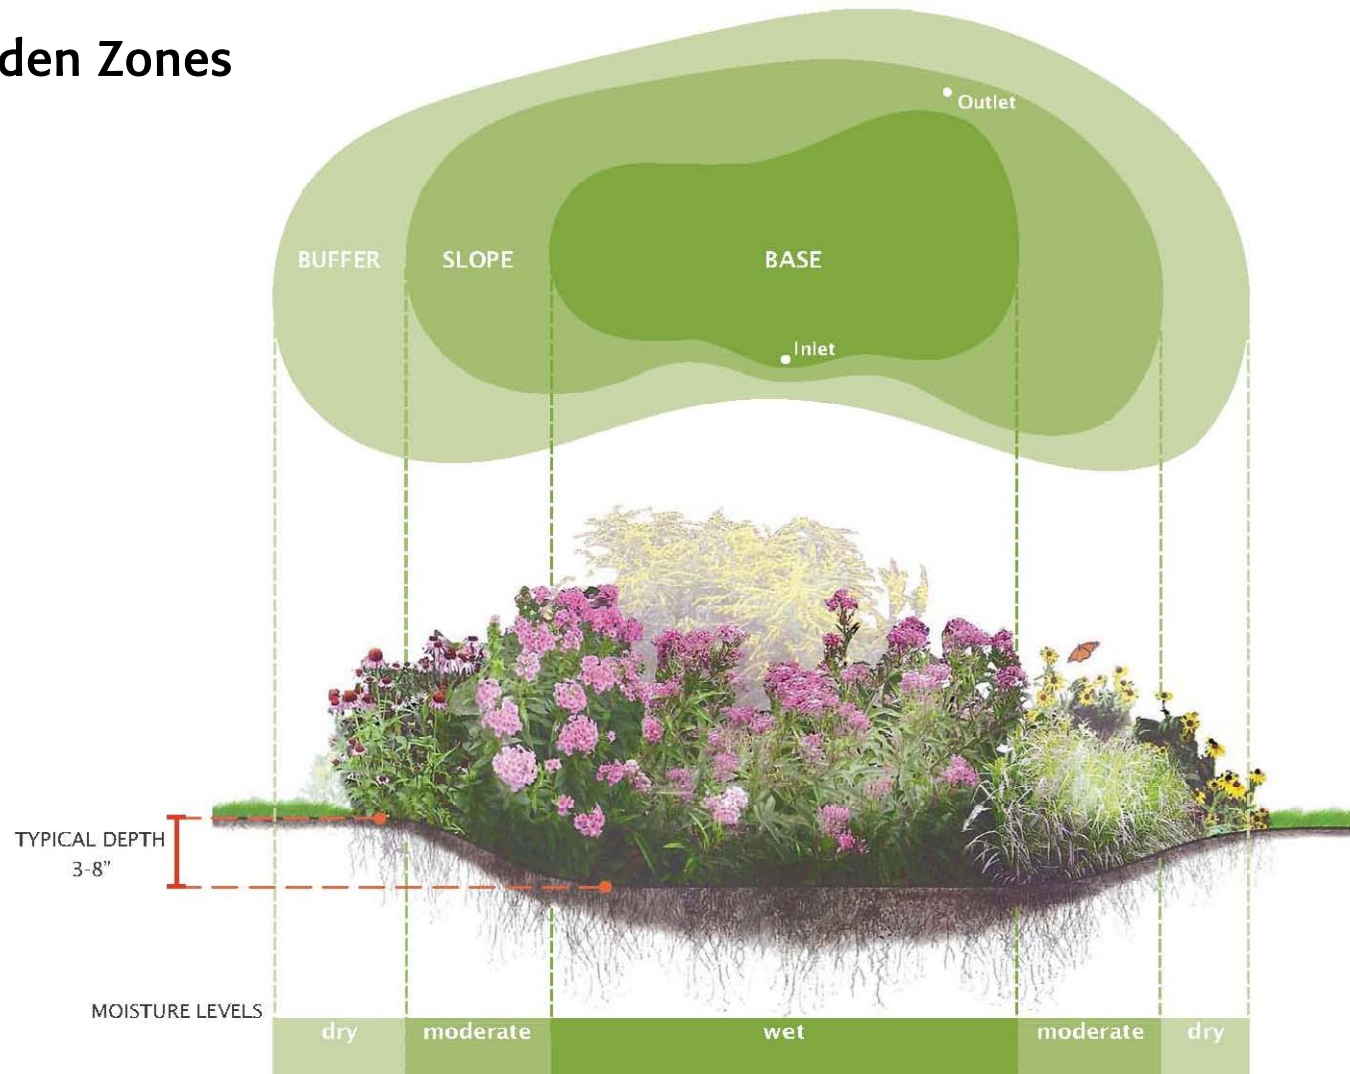 den Zones
Outlet
BUFFER SLOPE BASE
Inlet
TYPICAL DEPTH
3-8"
MOISTURE LEVELS
dry moderate wet moderate dry